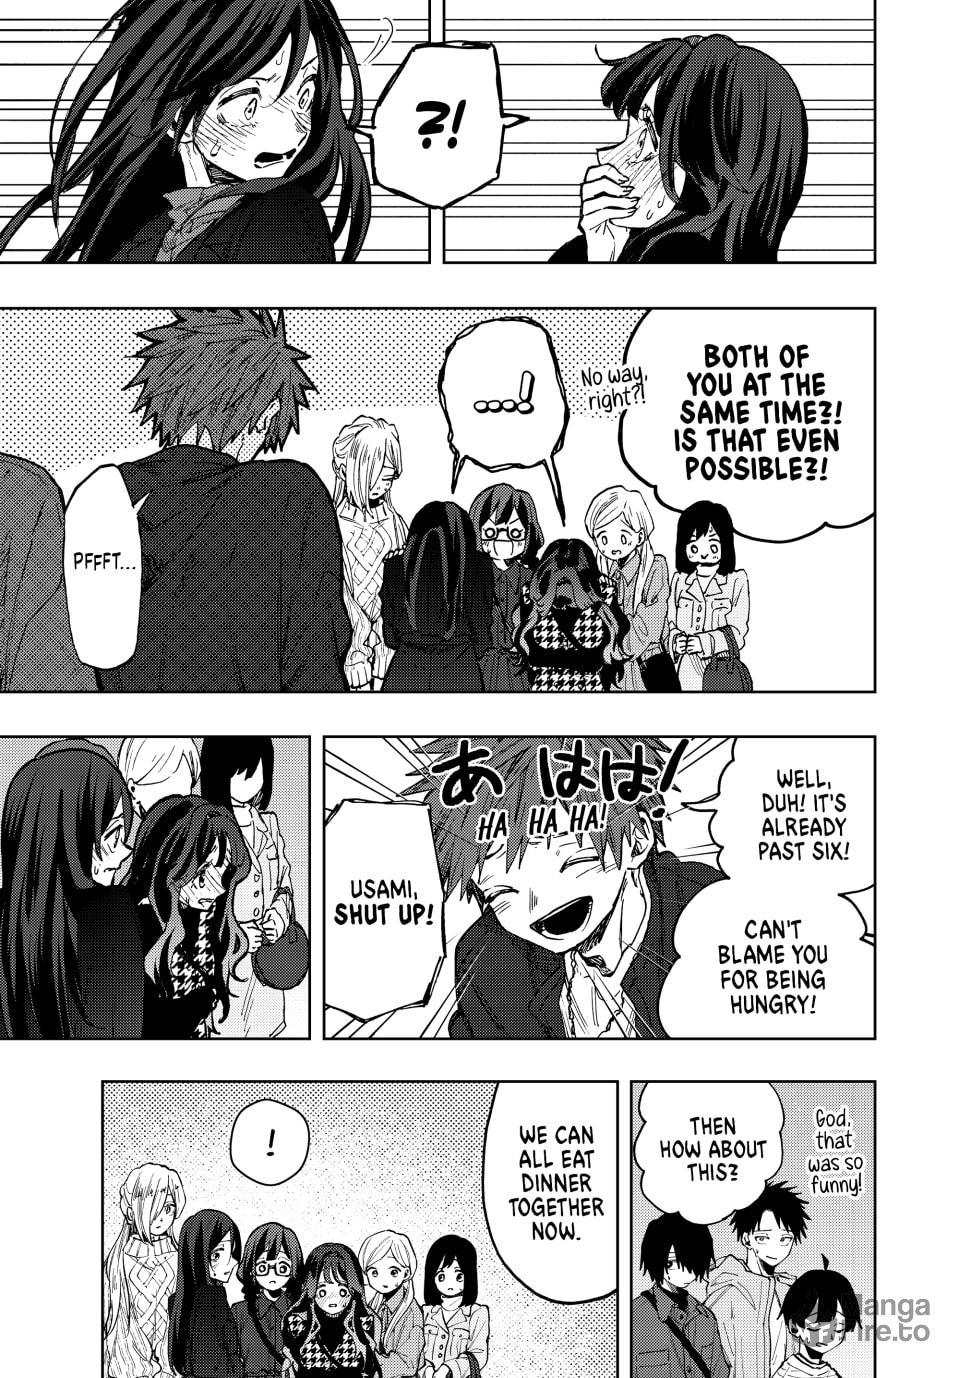 ?!
BOTH OF
YOU AT THE
SAME TIME?!
IS THAT EVEN
POSSIBLE?!
No way,
right?!
....!
PFFFT...
WELL,
DUH! IT'S
ALREADY
PAST SIX!
CAN'T
BLAME YOU
FOR BEING
HUNGRY!
あははは!
HA HA HA!
USAMI,
SHUT UP!
God,
that
was so
funny!
THEN
HOW ABOUT
THIS?
WE CAN
ALL EAT
DINNER
TOGETHER
NOW.
!
Manga
Fire.to